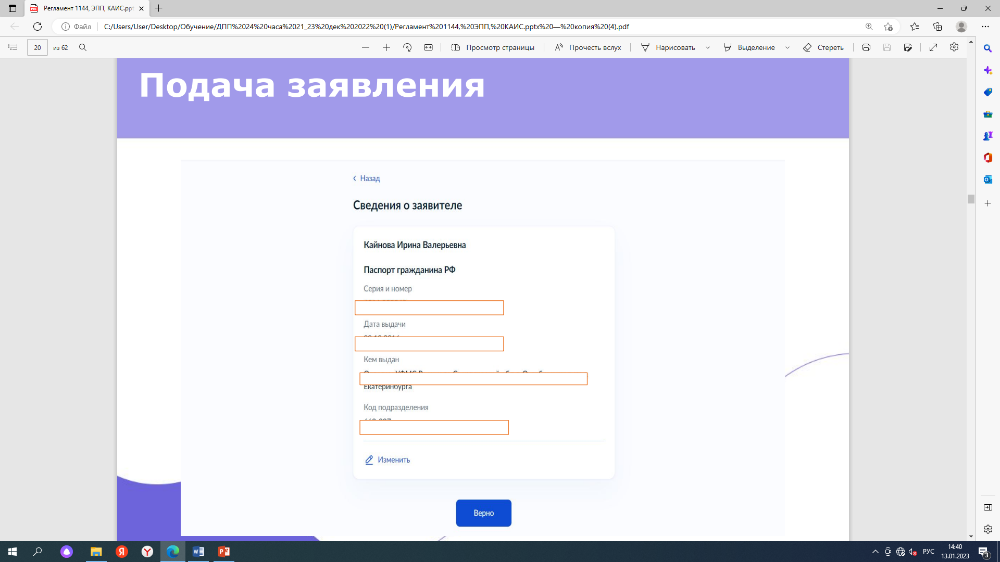 Регламент 1144, ЭПП, КАИС.ppt
Файл
C:/Users/User/Desktop/Обучение/ДПП%2024%20часа%2021_23%20дек%202022%20(1)/Регламент%201144,%20ЭПП,%20КАИС.pptx%20—%20копия%20(4).pdf
20 из 62
Просмотр страницы
Прочесть вслух
Нарисовать
Выделение
Стереть
Подача заявления
Назад
Сведения о заявителе
Кайнова Ирина Валерьевна
Паспорт гражданина РФ
Серия и номер
Дата выдачи
Кем выдан
Екатеринбурга
Код подразделения
Изменить
Верно
РУС
14:40
13.01.2023
3